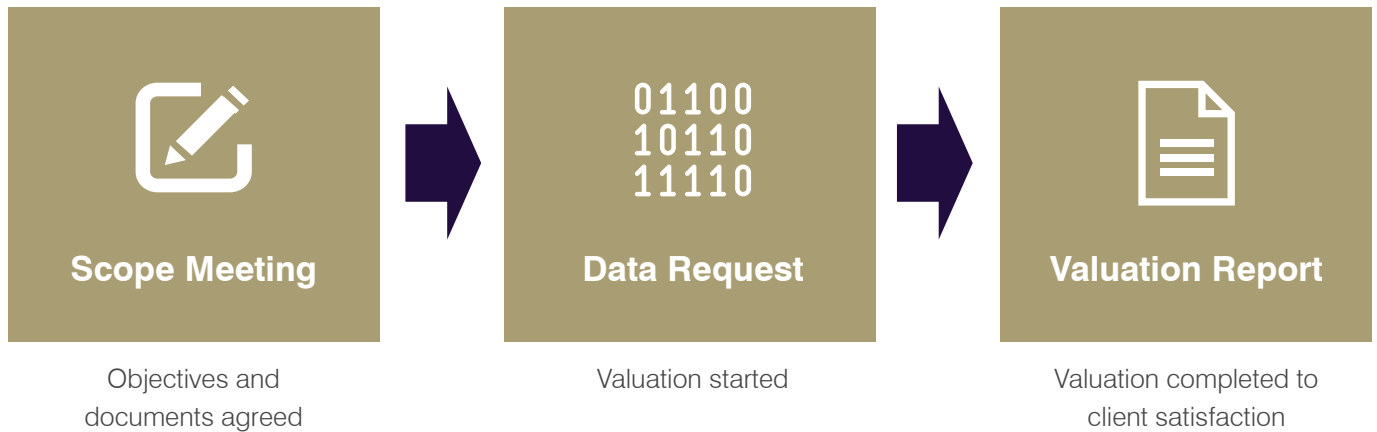 01100
10110
11110
Scope Meeting
Data Request
Valuation Report
Objectives and
documents agreed
Valuation started
Valuation completed to
client satisfaction